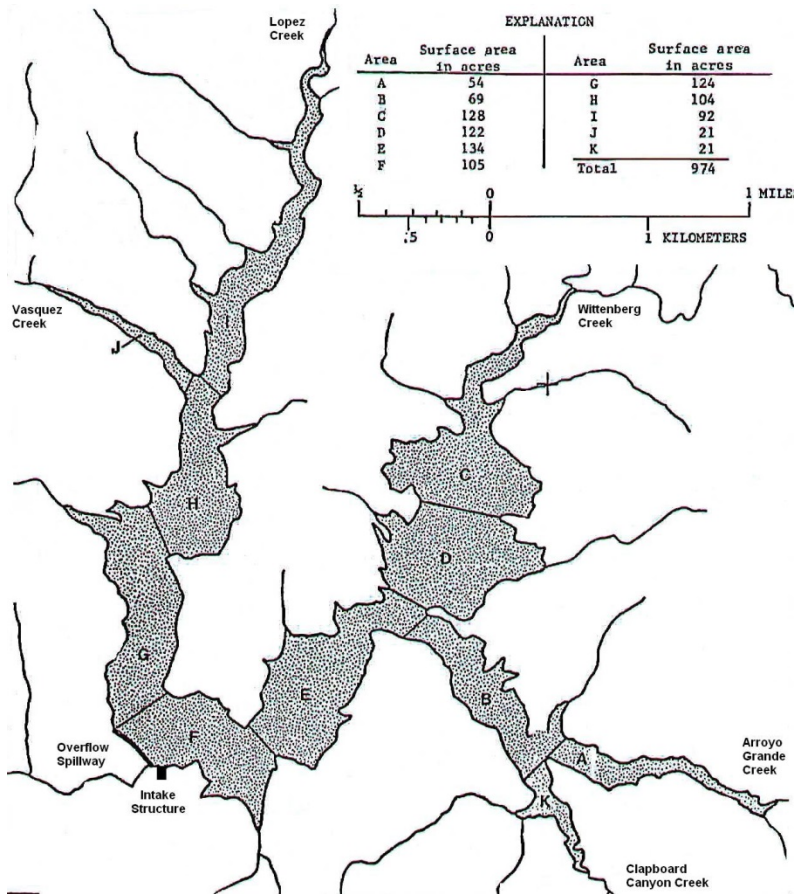 Lopez
Creek
EXPLANATION
Area Surface area in acres Area Surface area in acres
A 54 G 124
B 69 H 104
C 128 I 92
D 122 J 21
E 134 K 21
F 105 Total 974
½ 0 1 MILE
.5 0 1 KILOMETERS
Vasquez
Creek
J
I
Wittenberg
Creek
C
H
D
G
E
B
F
A
Overflow
Spillway
Intake
Structure
Arroyo
Grande
Creek
K
Clapboard
Canyon Creek